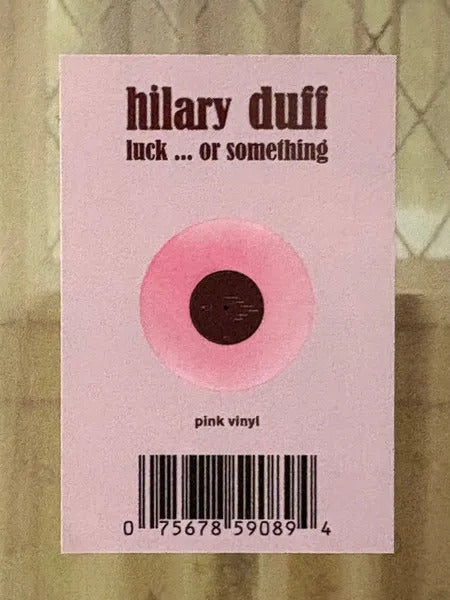 hilary duff
luck ... or something
pink vinyl
0 75678 59089 4